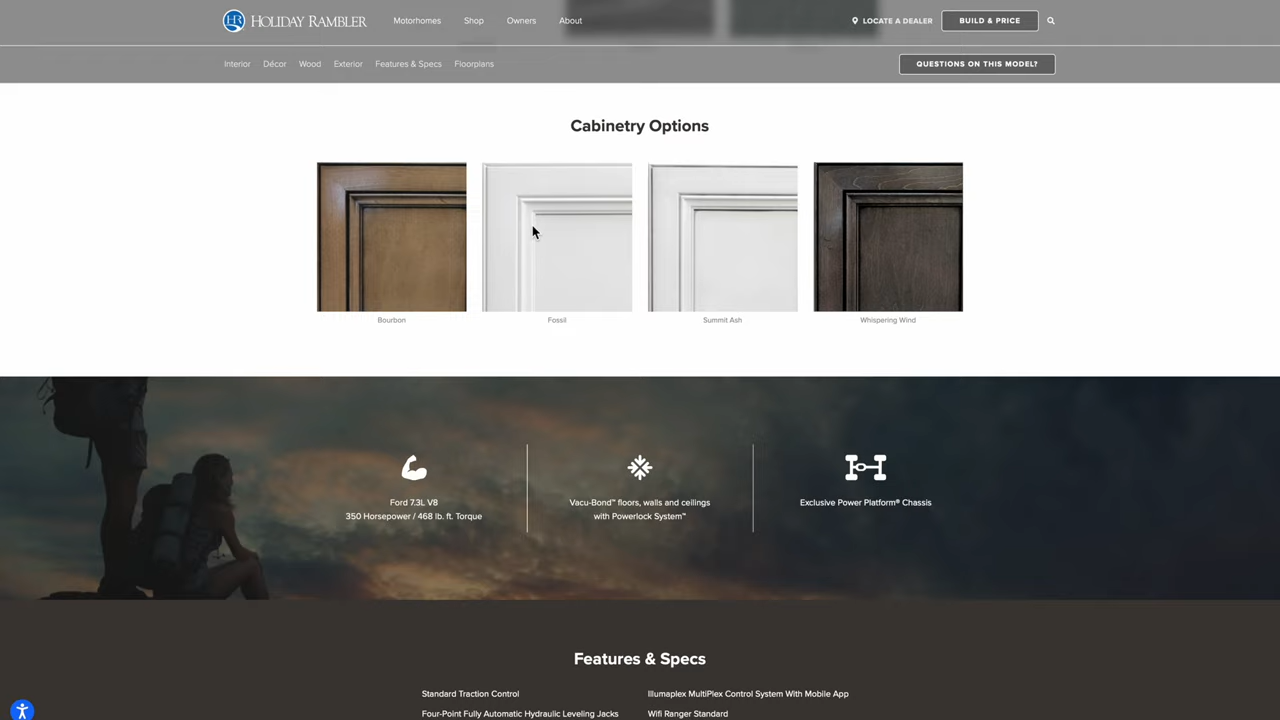 HR HOLIDAY RAMBLER
Motorhomes Shop Owners About
LOCATE A DEALER
BUILD & PRICE
Interior Décor Wood Exterior Features & Specs Floorplans
QUESTIONS ON THIS MODEL?
Cabinetry Options
Bourbon
Fossil
Summit Ash
Whispering Wind
Ford 7.3L V8
350 Horsepower / 468 lb. ft. Torque
Vacu-Bond™ floors, walls and ceilings
with Powerlock System™
Exclusive Power Platform® Chassis
Features & Specs
Standard Traction Control
Four-Point Fully Automatic Hydraulic Leveling Jacks
Illumaplex MultiPlex Control System With Mobile App
Wifi Ranger Standard